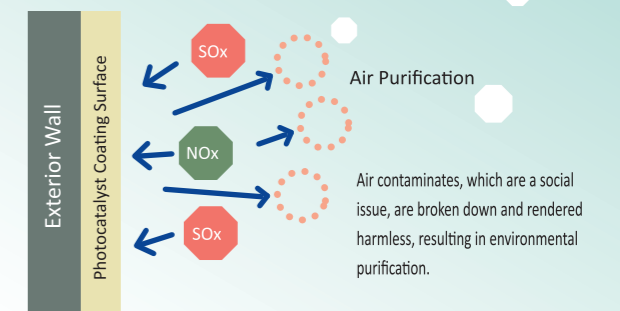 Exterior Wall
Photocatalyst Coating Surface
SOx
NOx
SOx
Air Purification
Air contaminates, which are a social
issue, are broken down and rendered
harmless, resulting in environmental
purification.